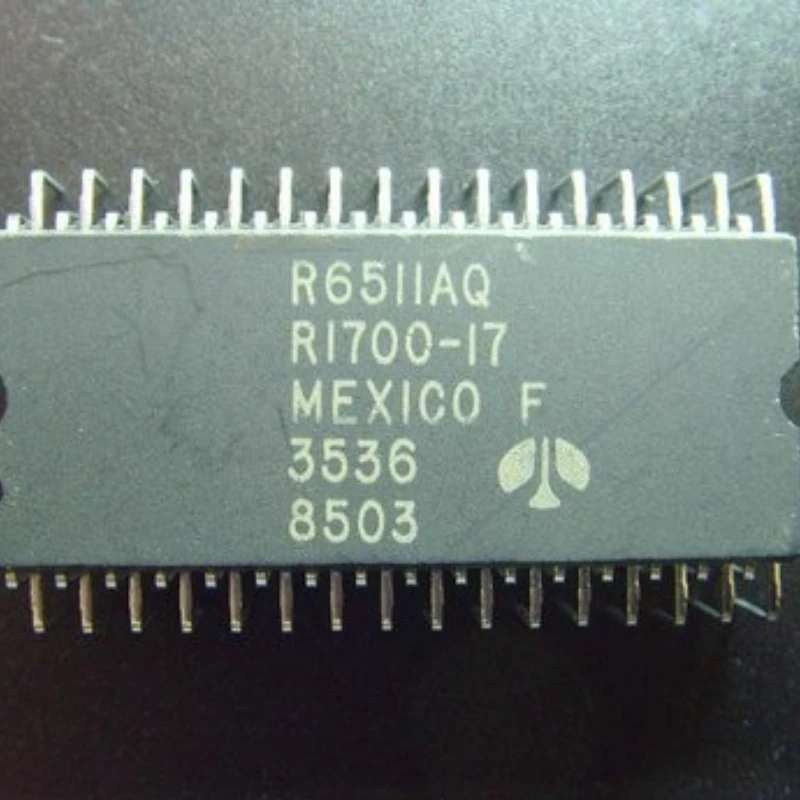 R6511AQ
R1700-17
MEXICO F
3536
8503